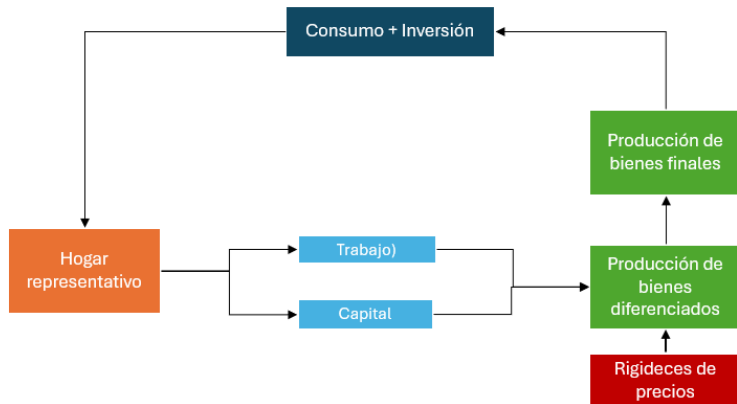 Consumo + Inversión
Producción de
bienes finales
Hogar
representativo
Trabajo)
Capital
Producción de
bienes
diferenciados
Rigideces de
precios